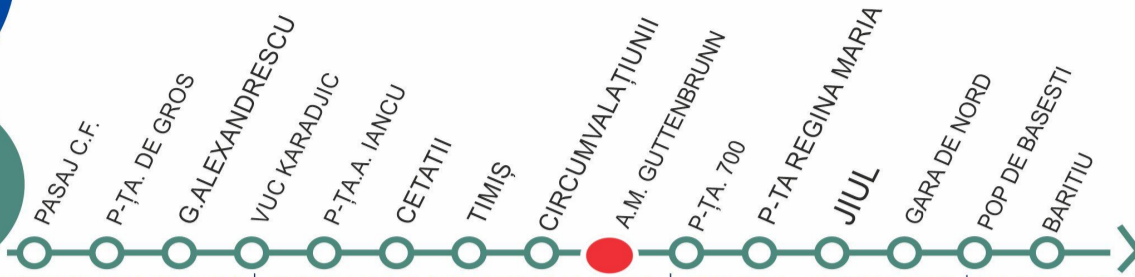 PASAJ C.F.
P-ȚA. DE GROS
G.ALEXANDRESCU
VUC KARADJIC
P-ȚA.A. IANCU
CETATII
TIMIȘ
CIRCUMVALAȚIUNII
A.M. GUTTENBRUNN
P-ȚA. 700
P-TA REGINA MARIA
JIUL
GARA DE NORD
POP DE BASESTI
BARITIU